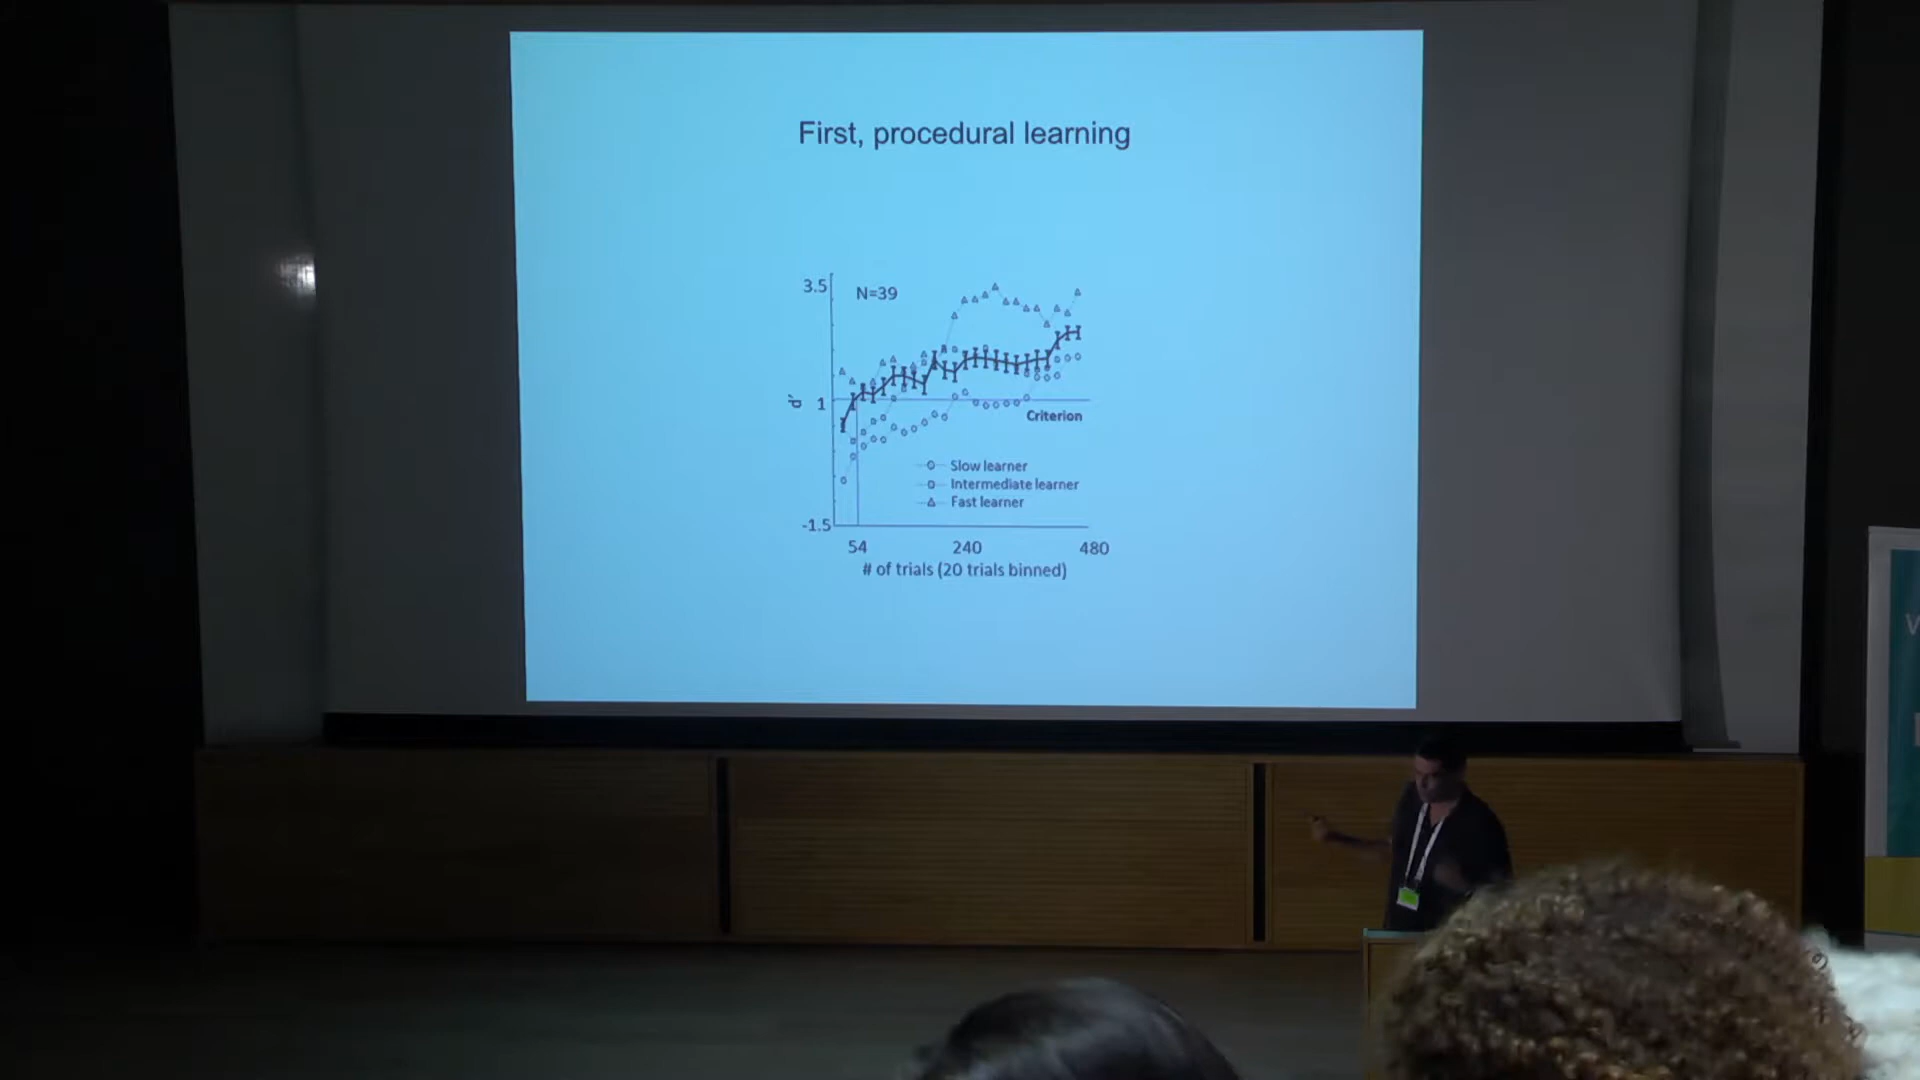 First, procedural learning
3.5
N=39
d'
1
Criterion
Slow learner
Intermediate learner
Fast learner
-1.5
54
240
480
# of trials (20 trials binned)